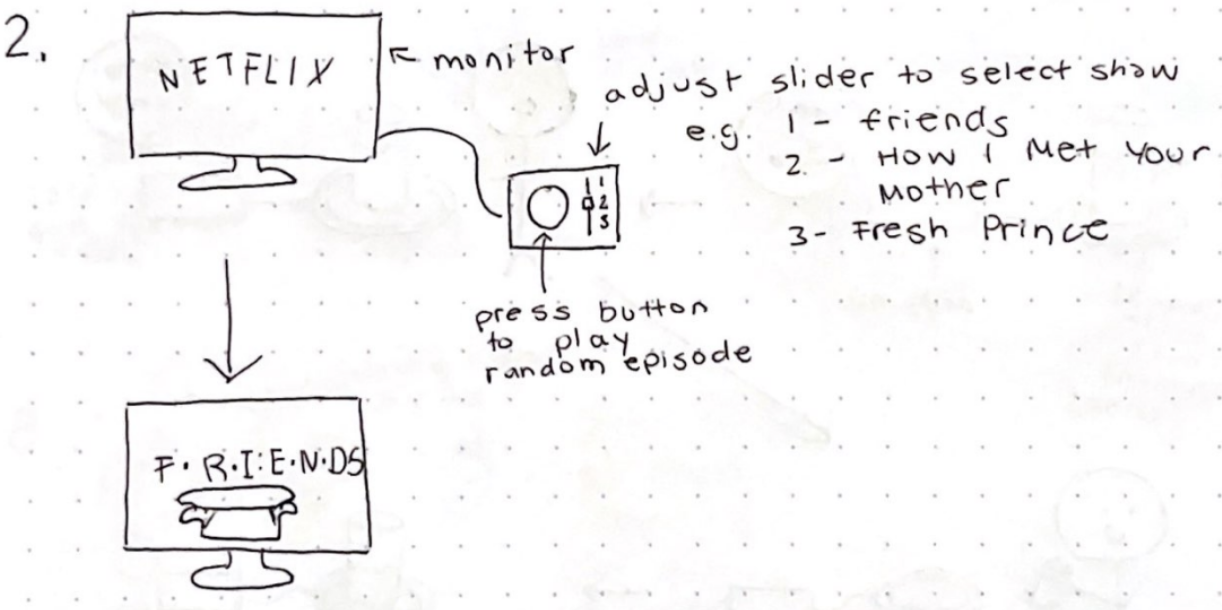 2.
NETFLIX
monitor
adjust slider to select show
e.g. 1 - friends
2. - How I Met Your
Mother
3 - Fresh Prince
1
2
3
press button
to play
random episode
F·R·I·E·N·DS